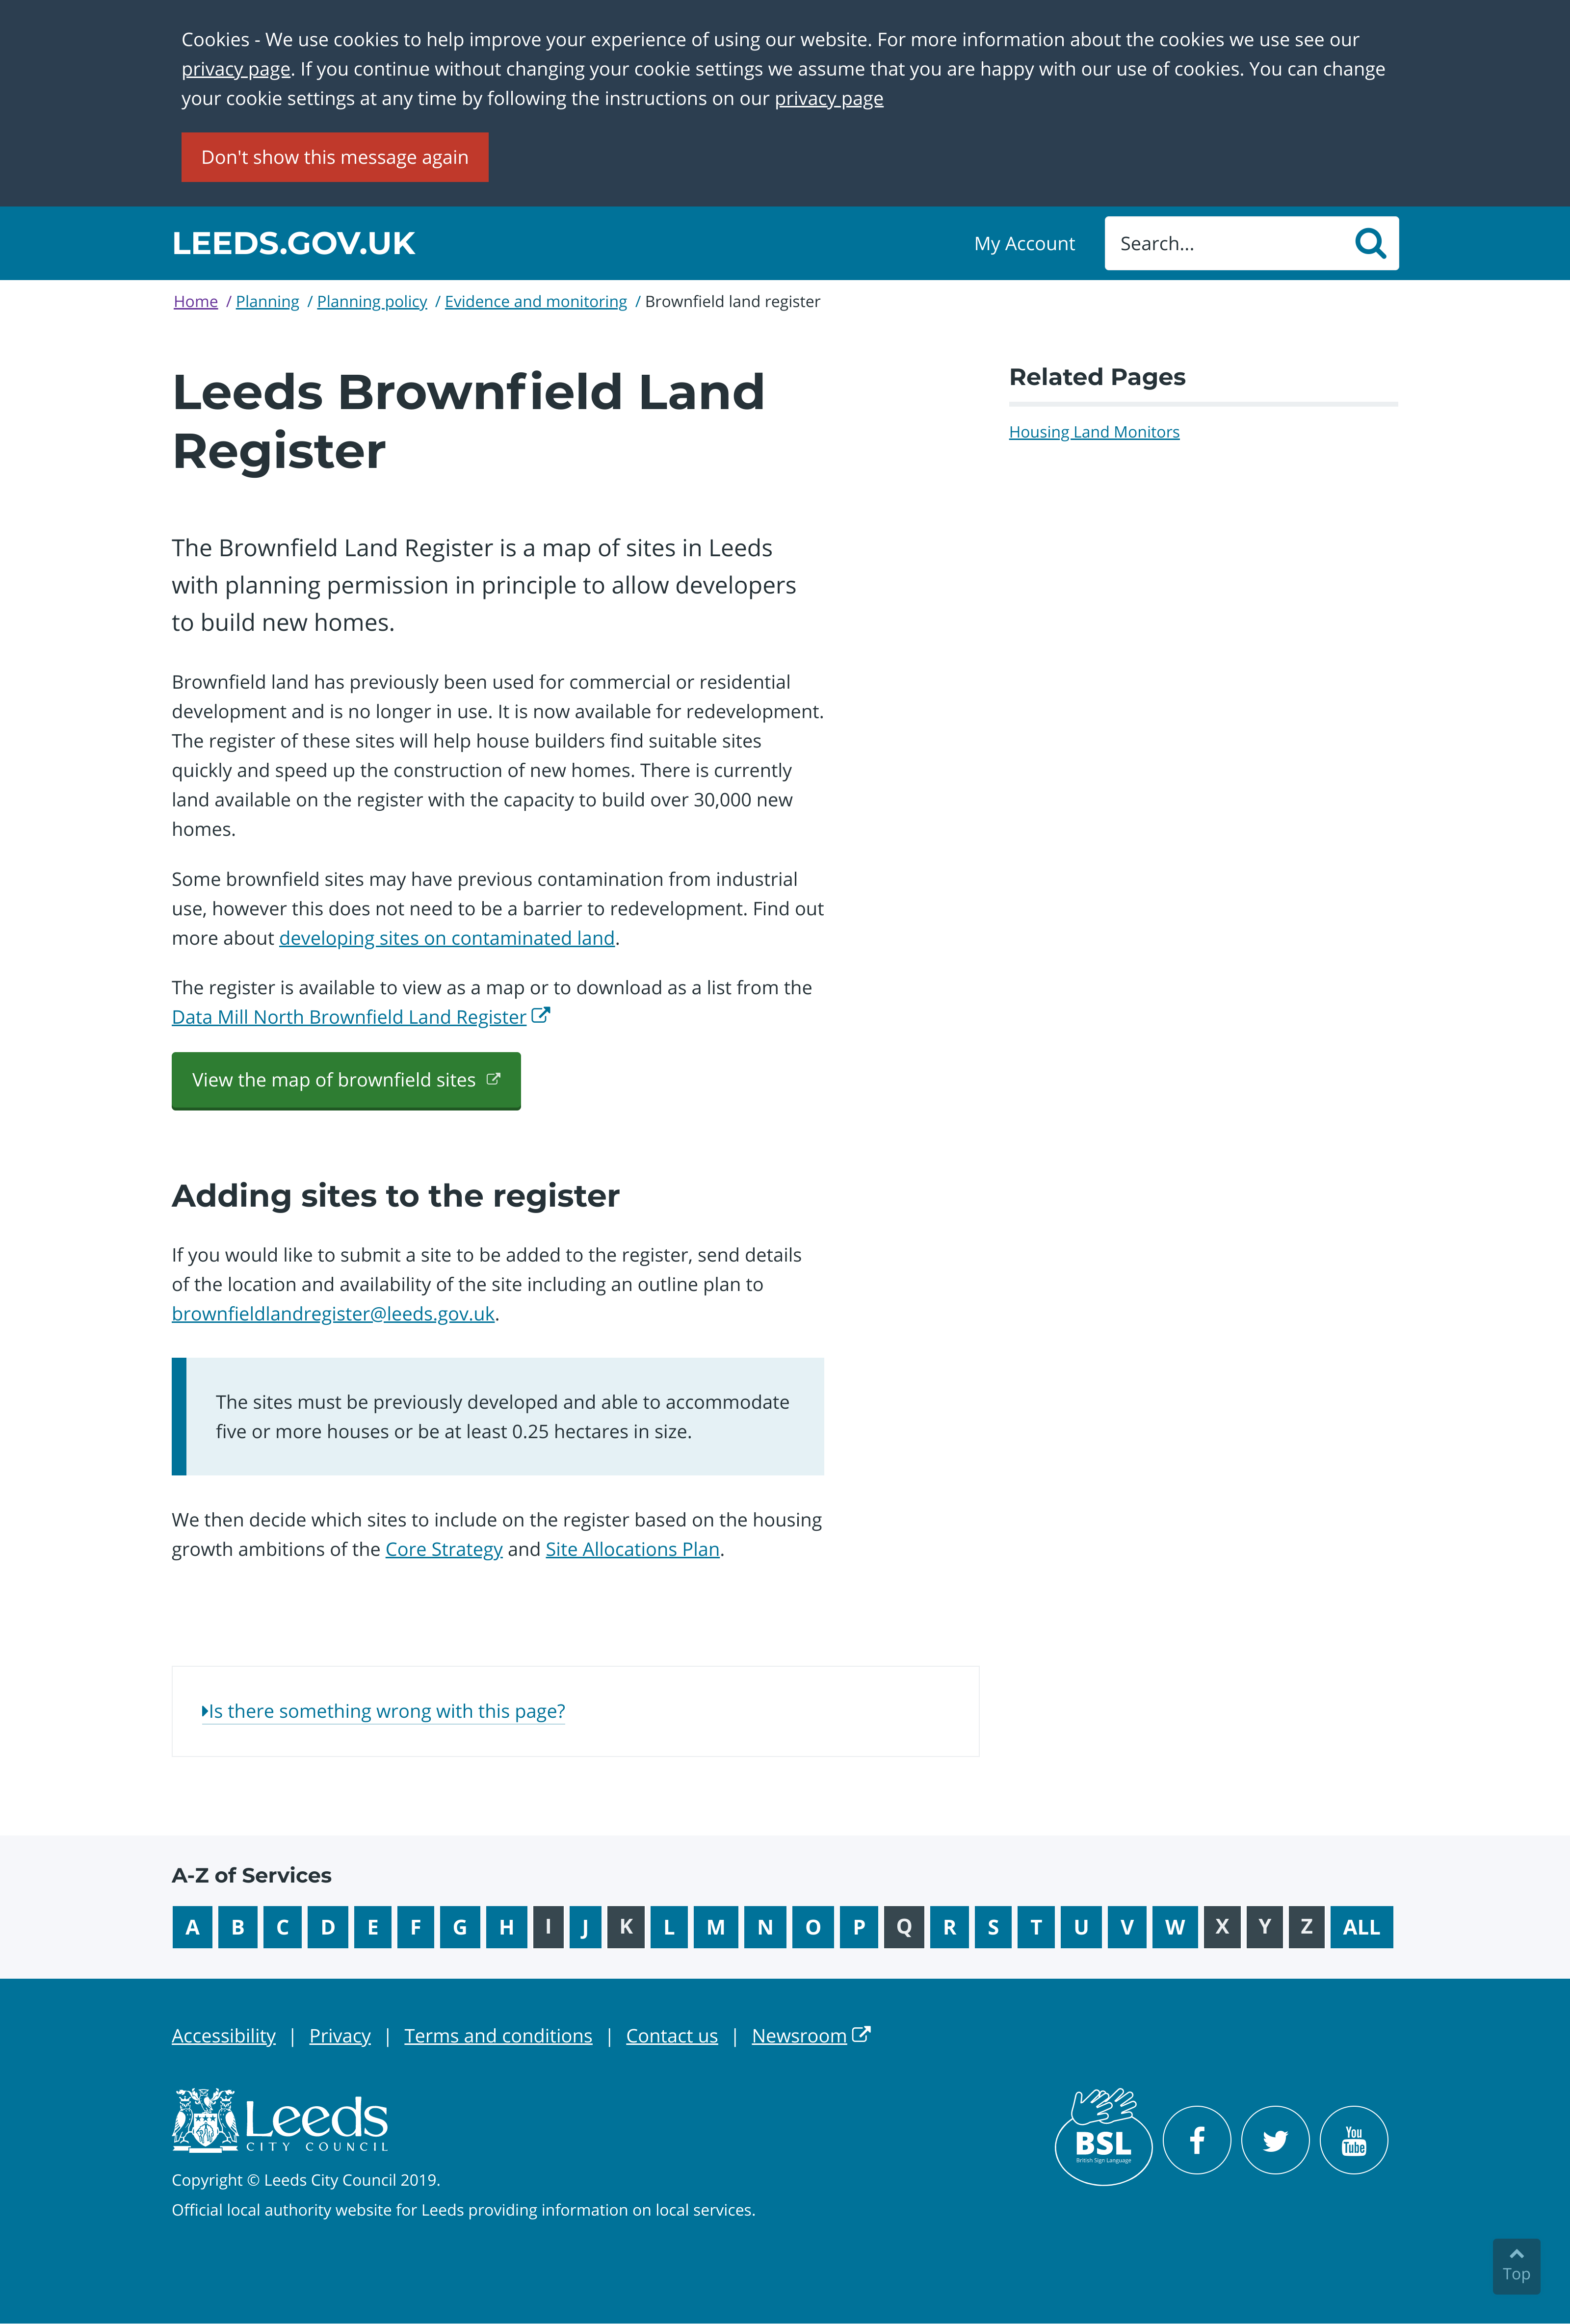 Cookies - We use cookies to help improve your experience of using our website. For more information about the cookies we use see our
privacy page. If you continue without changing your cookie settings we assume that you are happy with our use of cookies. You can change
your cookie settings at any time by following the instructions on our privacy page
Don't show this message again
LEEDS.GOV.UK
My Account
Search...
Home / Planning / Planning policy / Evidence and monitoring / Brownfield land register
Leeds Brownfield Land
Register
Related Pages
Housing Land Monitors
The Brownfield Land Register is a map of sites in Leeds
with planning permission in principle to allow developers
to build new homes.
Brownfield land has previously been used for commercial or residential
development and is no longer in use. It is now available for redevelopment.
The register of these sites will help house builders find suitable sites
quickly and speed up the construction of new homes. There is currently
land available on the register with the capacity to build over 30,000 new
homes.
Some brownfield sites may have previous contamination from industrial
use, however this does not need to be a barrier to redevelopment. Find out
more about developing sites on contaminated land.
The register is available to view as a map or to download as a list from the
Data Mill North Brownfield Land Register
View the map of brownfield sites
Adding sites to the register
If you would like to submit a site to be added to the register, send details
of the location and availability of the site including an outline plan to
brownfieldlandregister@leeds.gov.uk.
The sites must be previously developed and able to accommodate
five or more houses or be at least 0.25 hectares in size.
We then decide which sites to include on the register based on the housing
growth ambitions of the Core Strategy and Site Allocations Plan.
Is there something wrong with this page?
A-Z of Services
A B C D E F G H I J K L M N O P Q R S T U V W X Y Z ALL
Accessibility | Privacy | Terms and conditions | Contact us | Newsroom
Leeds
CITY COUNCIL
BSL
British Sign Language
You
Tube
Copyright © Leeds City Council 2019.
Official local authority website for Leeds providing information on local services.
Top